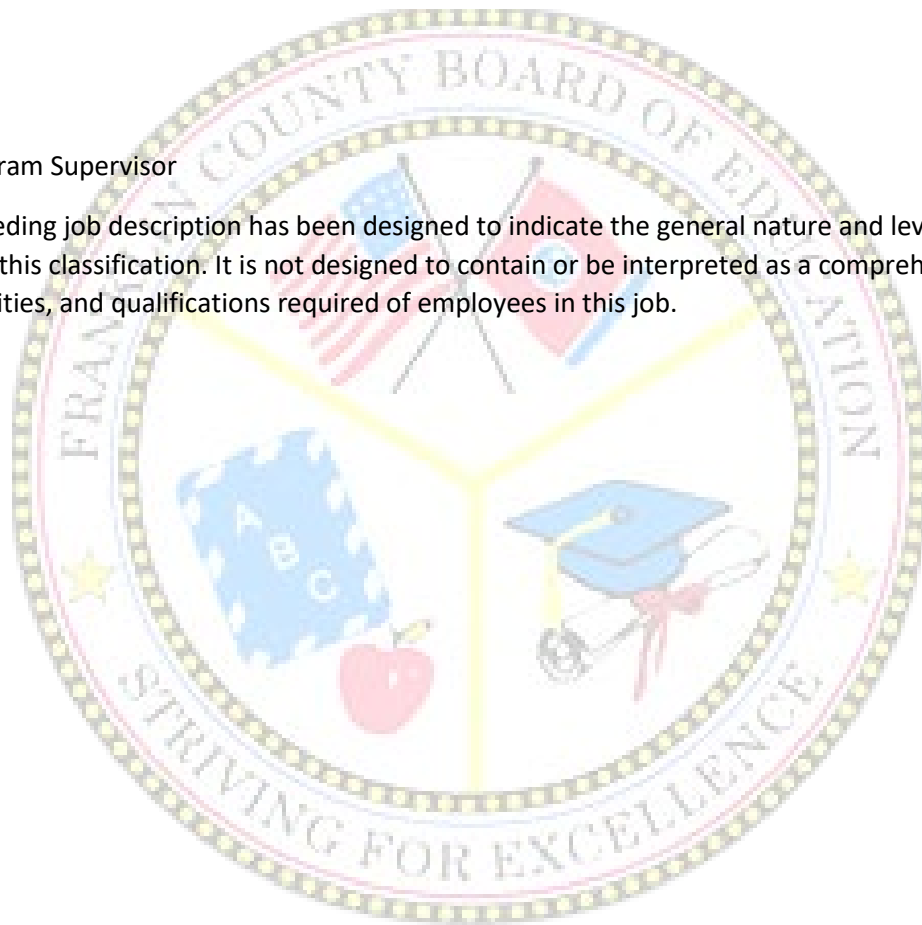 ram Supervisor
eding job description has been designed to indicate the general nature and lev
this classification. It is not designed to contain or be interpreted as a compreh
ities, and qualifications required of employees in this job.
FRANKLIN COUNTY BOARD OF EDUCATION
A B C
STRIVING FOR EXCELLENCE